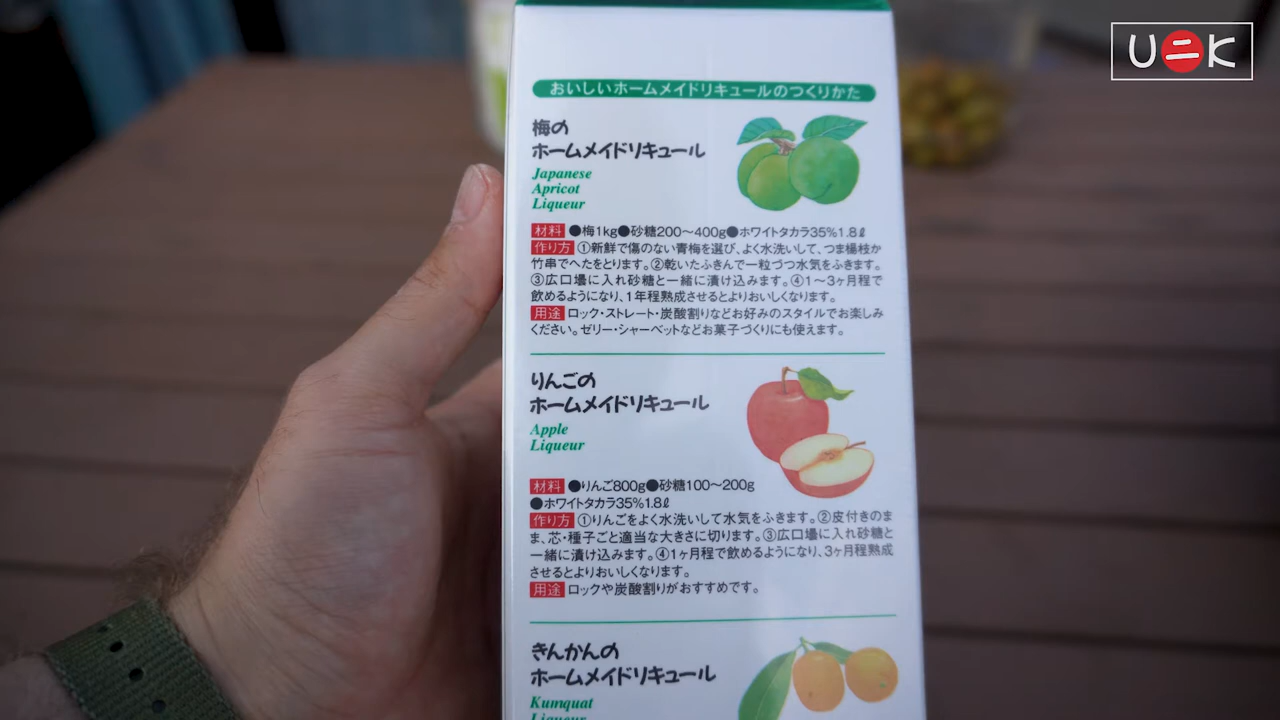 UニK
おいしいホームメイドリキュールのつくりかた
梅の
ホームメイドリキュール
Japanese
Apricot
Liqueur
材料 ●梅1kg●砂糖200〜400g●ホワイトタカラ35%1.8ℓ
作り方 ①新鮮で傷のない青梅を選び、よく水洗いして、つま楊枝か
竹串でへたをとります。②乾いたふきんで一粒づつ水気をふきます。
③広口壜に入れ砂糖と一緒に漬け込みます。④1〜3ヶ月程で
飲めるようになり、1年程熟成させるとよりおいしくなります。
用途 ロック・ストレート・炭酸割りなどお好みのスタイルでお楽しみ
ください。ゼリー・シャーベットなどお菓子づくりにも使えます。
りんごの
ホームメイドリキュール
Apple
Liqueur
材料 ●りんご800g●砂糖100〜200g
●ホワイトタカラ35%1.8ℓ
作り方 ①りんごをよく水洗いして水気をふきます。②皮付きのま
ま、芯・種子ごと適当な大きさに切ります。③広口壜に入れ砂糖と
一緒に漬け込みます。④1ヶ月程で飲めるようになり、3ヶ月程熟成
させるとよりおいしくなります。
用途 ロックや炭酸割りがおすすめです。
きんかんの
ホームメイドリキュール
Kumquat
Liqueur